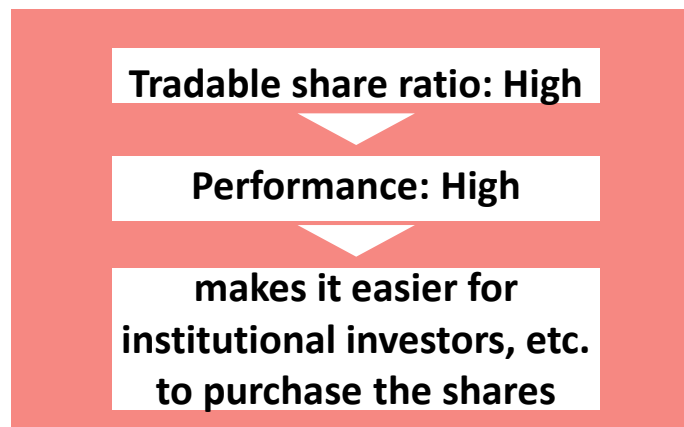 Tradable share ratio: High
Performance: High
makes it easier for
institutional investors, etc.
to purchase the shares